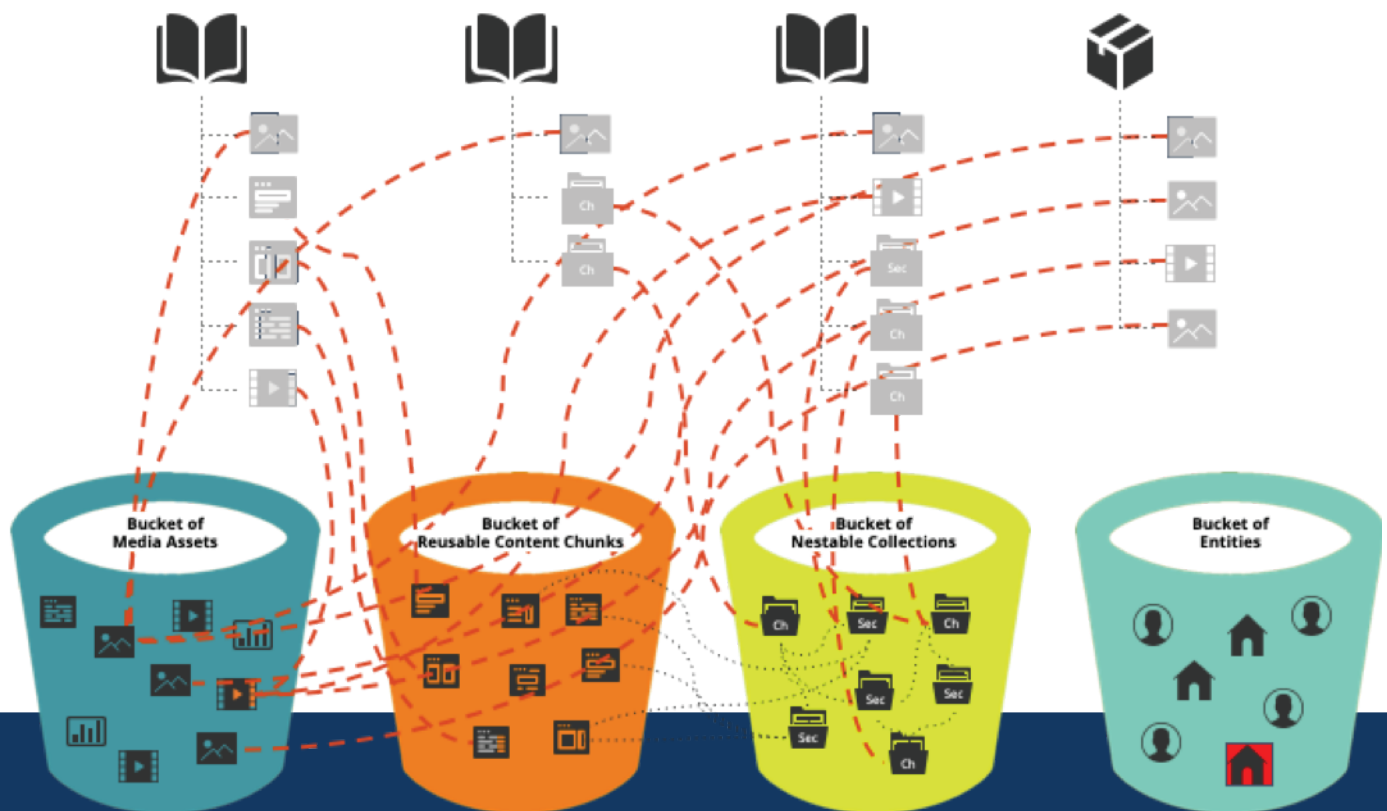 Ch
Ch
Sec
Ch
Ch
Bucket of
Media Assets
Bucket of
Reusable Content Chunks
Bucket of
Nestable Collections
Bucket of
Entities
Ch
Sec
Ch
Sec
Sec
Sec
Ch